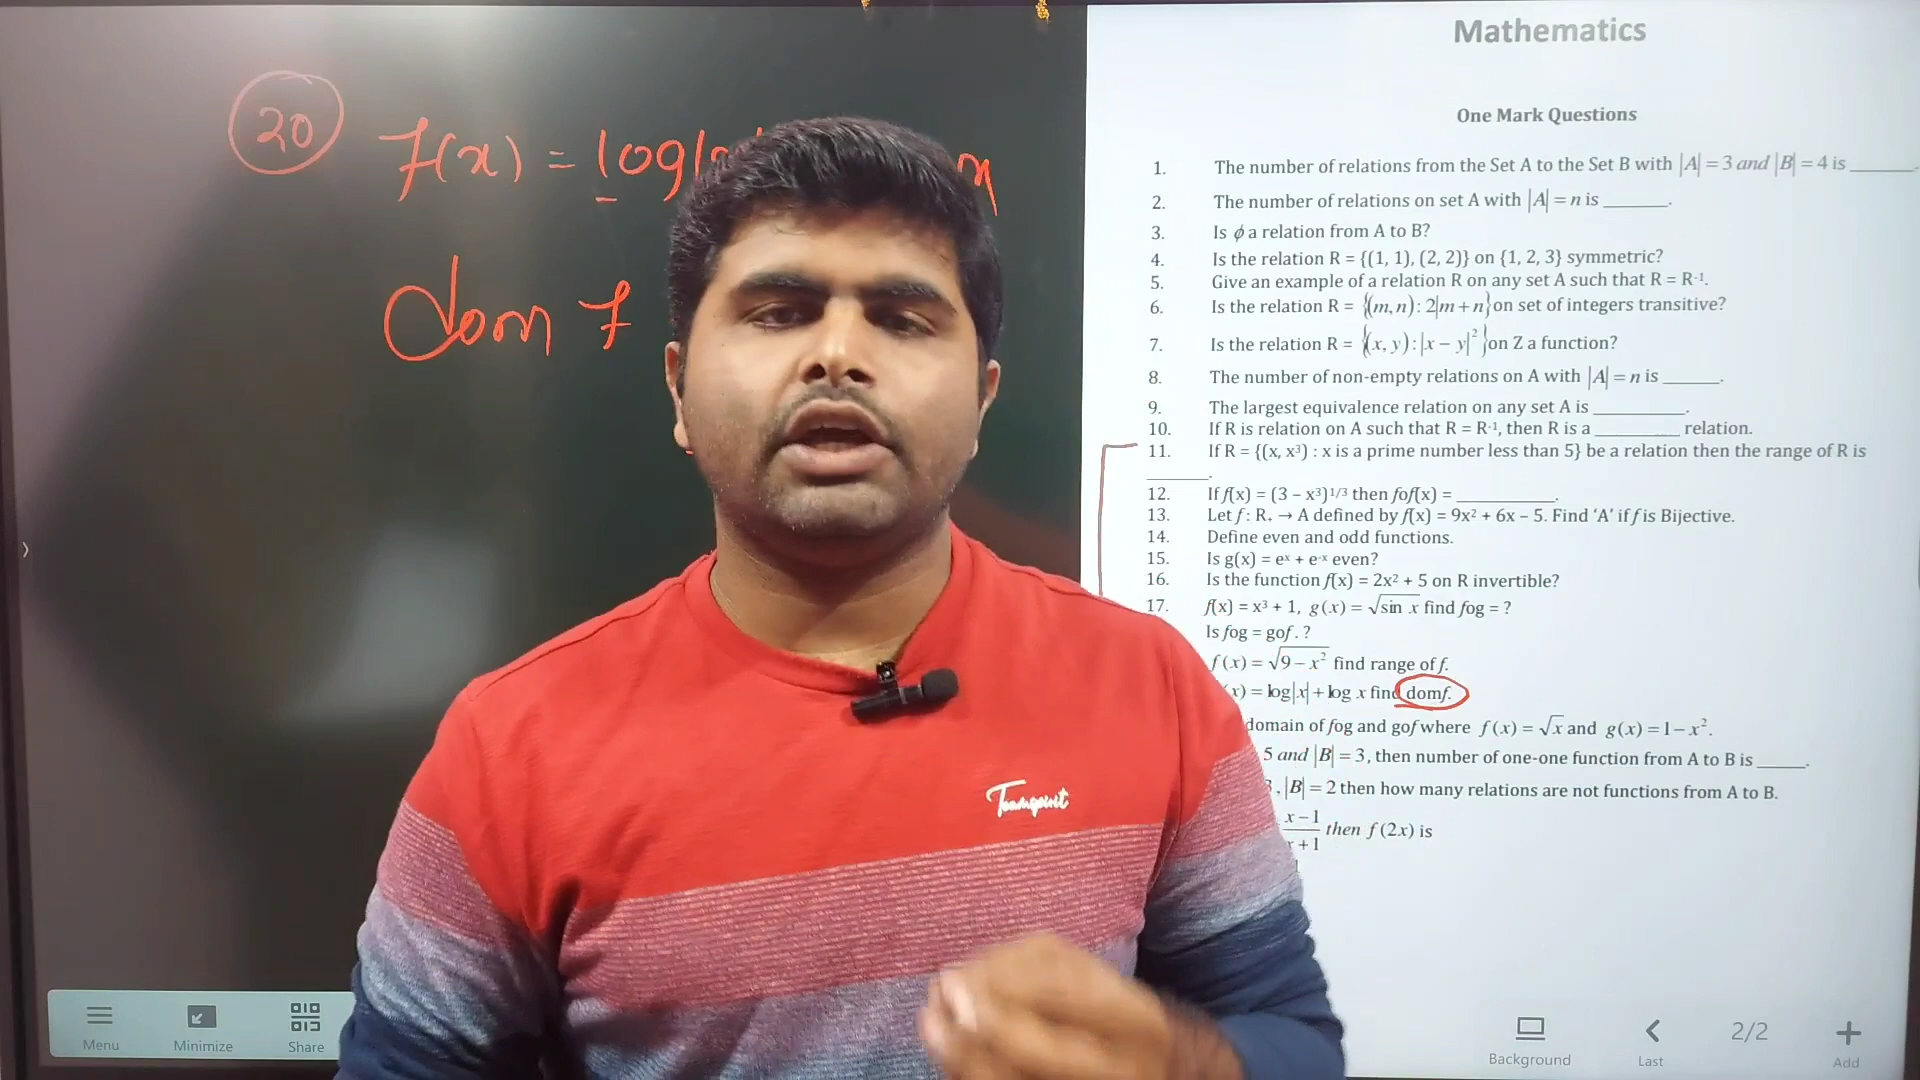 20 f(x) = log| x
dom f
Mathematics
One Mark Questions
1. The number of relations from the Set A to the Set B with |A| = 3 and |B| = 4 is ______.
2. The number of relations on set A with |A| = n is ______.
3. Is ϕ a relation from A to B?
4. Is the relation R = {(1, 1), (2, 2)} on {1, 2, 3} symmetric?
5. Give an example of a relation R on any set A such that R = R⁻¹.
6. Is the relation R = {(m, n) : 2|m + n} on set of integers transitive?
7. Is the relation R = {(x, y) : |x − y|²} on Z a function?
8. The number of non-empty relations on A with |A| = n is ______.
9. The largest equivalence relation on any set A is ______.
10. If R is relation on A such that R = R⁻¹, then R is a ______ relation.
11. If R = {(x, x³) : x is a prime number less than 5} be a relation then the range of R is
______.
12. If f(x) = (3 – x³)¹/³ then fof(x) = ______.
13. Let f : R₊ → A defined by f(x) = 9x² + 6x – 5. Find 'A' if f is Bijective.
14. Define even and odd functions.
15. Is g(x) = eˣ + e⁻ˣ even?
16. Is the function f(x) = 2x² + 5 on R invertible?
17. f(x) = x³ + 1, g(x) = √sin x find fog = ?
Is fog = gof . ?
f(x) = √9 − x² find range of f.
x) = log|x| + log x find domf.
domain of fog and gof where f(x) = √x and g(x) = 1 − x².
5 and |B| = 3, then number of one-one function from A to B is ______.
, |B| = 2 then how many relations are not functions from A to B.
x − 1
then f(2x) is
+ 1
Teamspirit
Menu Minimize Share
Background Last 2/2 Add